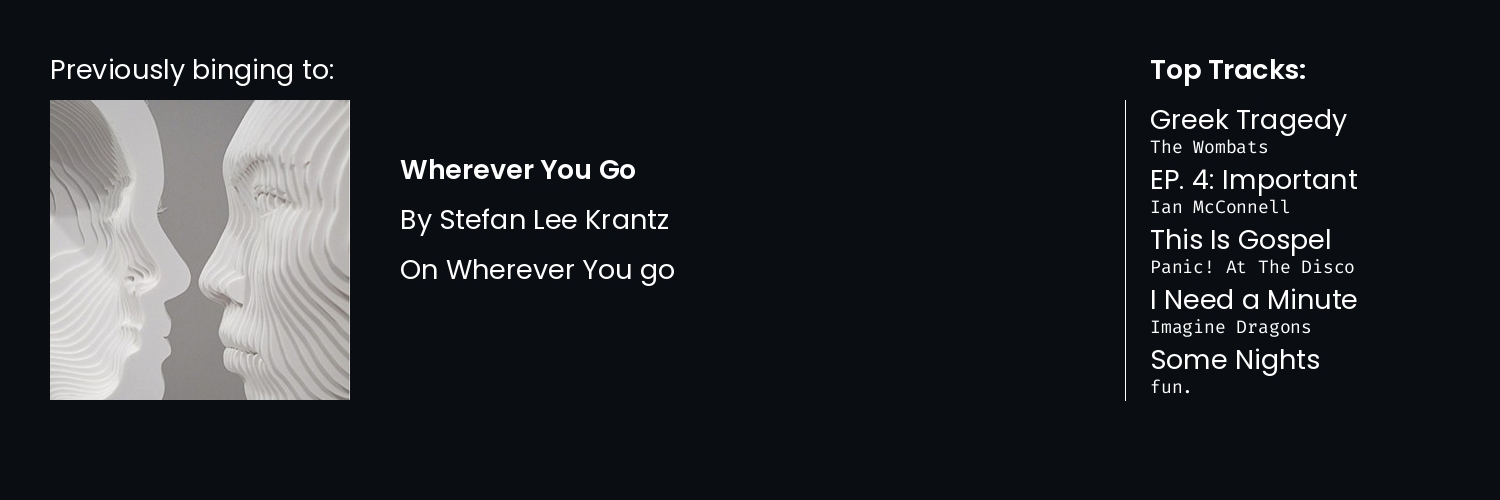 Previously binging to:
Wherever You Go
By Stefan Lee Krantz
On Wherever You go
Top Tracks:
Greek Tragedy
The Wombats
EP. 4: Important
Ian McConnell
This Is Gospel
Panic! At The Disco
I Need a Minute
Imagine Dragons
Some Nights
fun.